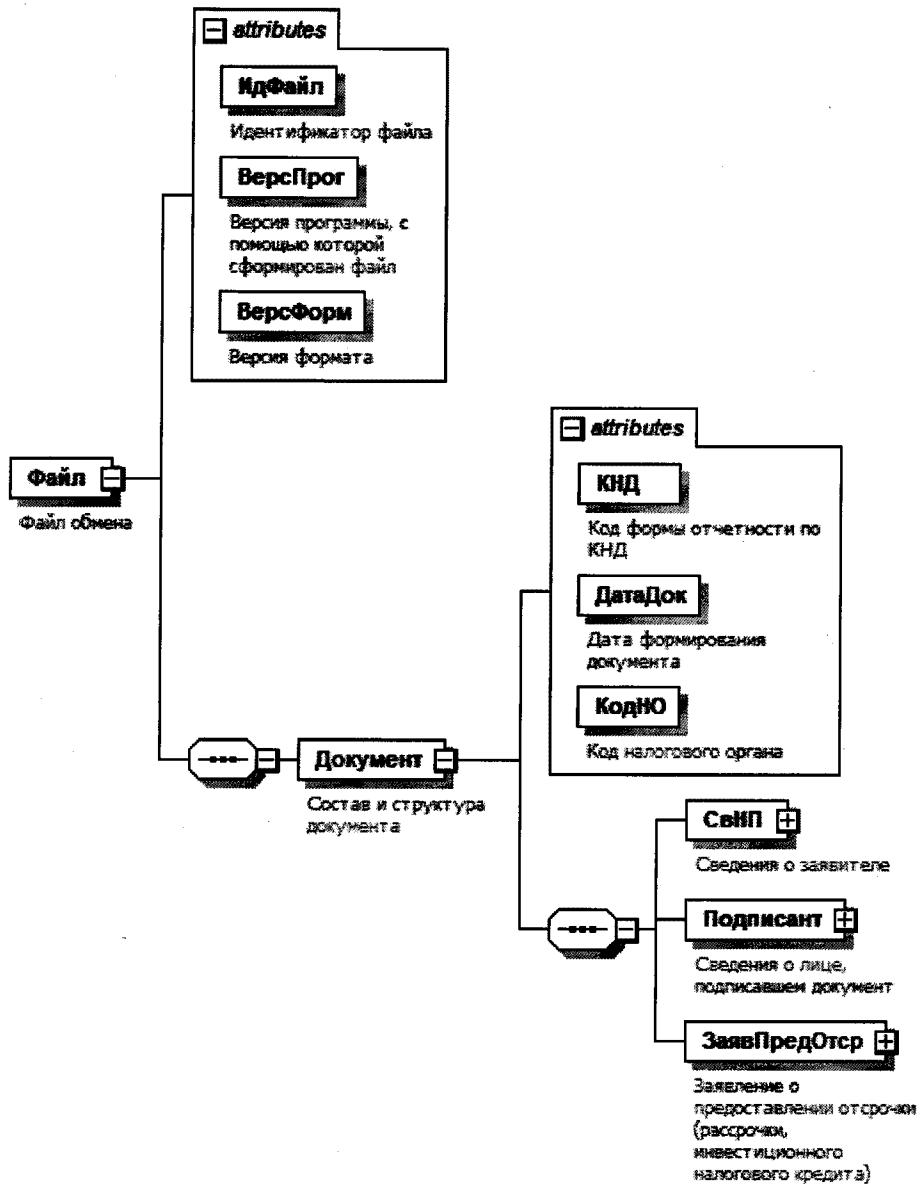 attributes
ИдФайл
Идентификатор файла
ВерсПрог
Версия программы, с
помощью которой
сформирован файл
ВерсФорм
Версия формата
Файл
Файл обмена
attributes
КНД
Код формы отчетности по
КНД
ДатаДок
Дата формирования
документа
КодНО
Код налогового органа
Документ
Состав и структура
документа
СвНП
Сведения о заявителе
Подписант
Сведения о лице,
подписавшем документ
ЗаявПредОтср
Заявление о
предоставлении отсрочки
(рассрочки,
инвестиционного
налогового кредита)